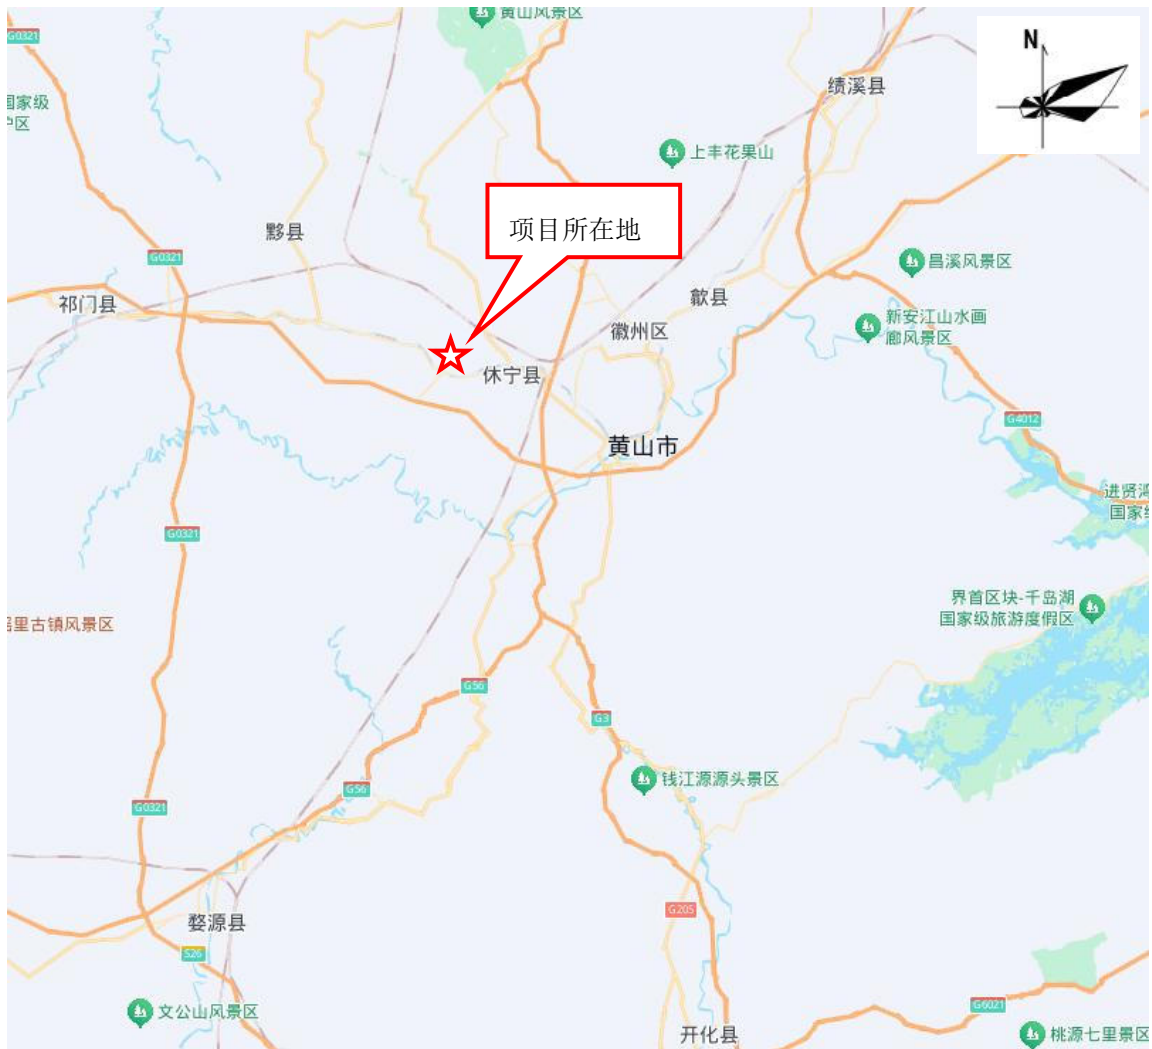 黄山风景区
G0321
N
绩溪县
国家级
护区
上丰花果山
项目所在地
黟县
G0321
昌溪风景区
祁门县
歙县
新安江山水画
廊风景区
徽州区
休宁县
G4012
黄山市
进贤湾
国家级
G0321
界首区块-千岛湖
国家级旅游度假区
瑶里古镇风景区
G56
G3
钱江源源头景区
G56
G0321
G205
婺源县
S26
文公山风景区
G6021
开化县
桃源七里景区